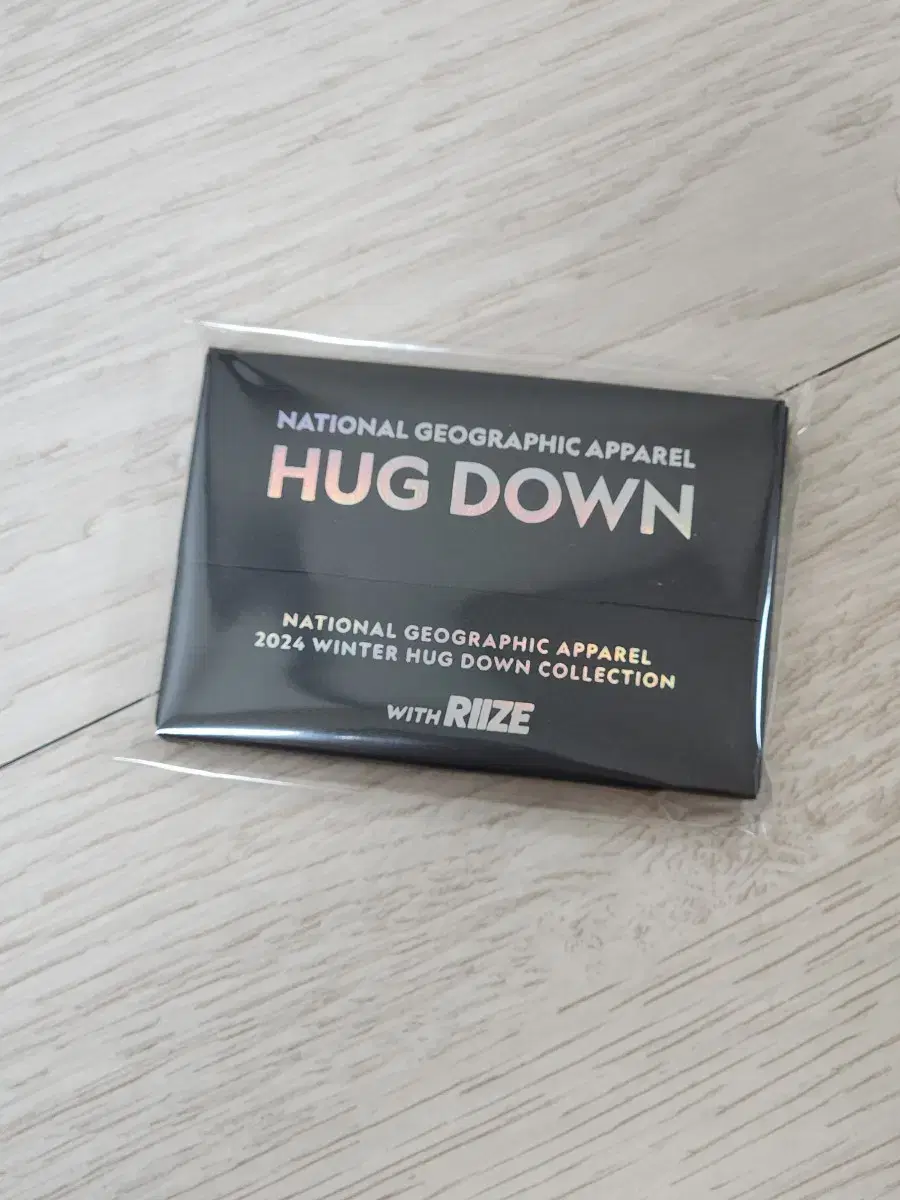 NATIONAL GEOGRAPHIC APPAREL
HUG DOWN
NATIONAL GEOGRAPHIC APPAREL
2024 WINTER HUG DOWN COLLECTION
WITH RIIZE